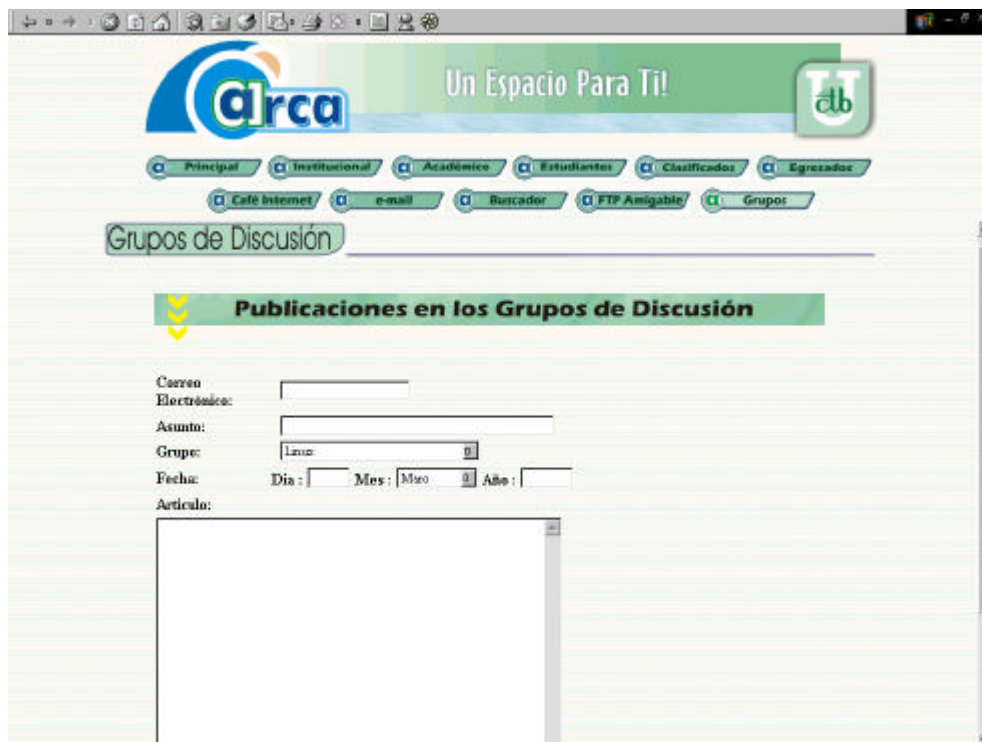 arca
Un Espacio Para Ti!
U
ctb
Principal Institucional Académico Estudiantes Clasificados Egresados
Café Internet e-mail Buscador FTP Amigable Grupos
Grupos de Discusión
Publicaciones en los Grupos de Discusión
Correo
Electrónico:
Asunto:
Grupo: Linux
Fecha: Dia : Mes : Año :
Articulo: